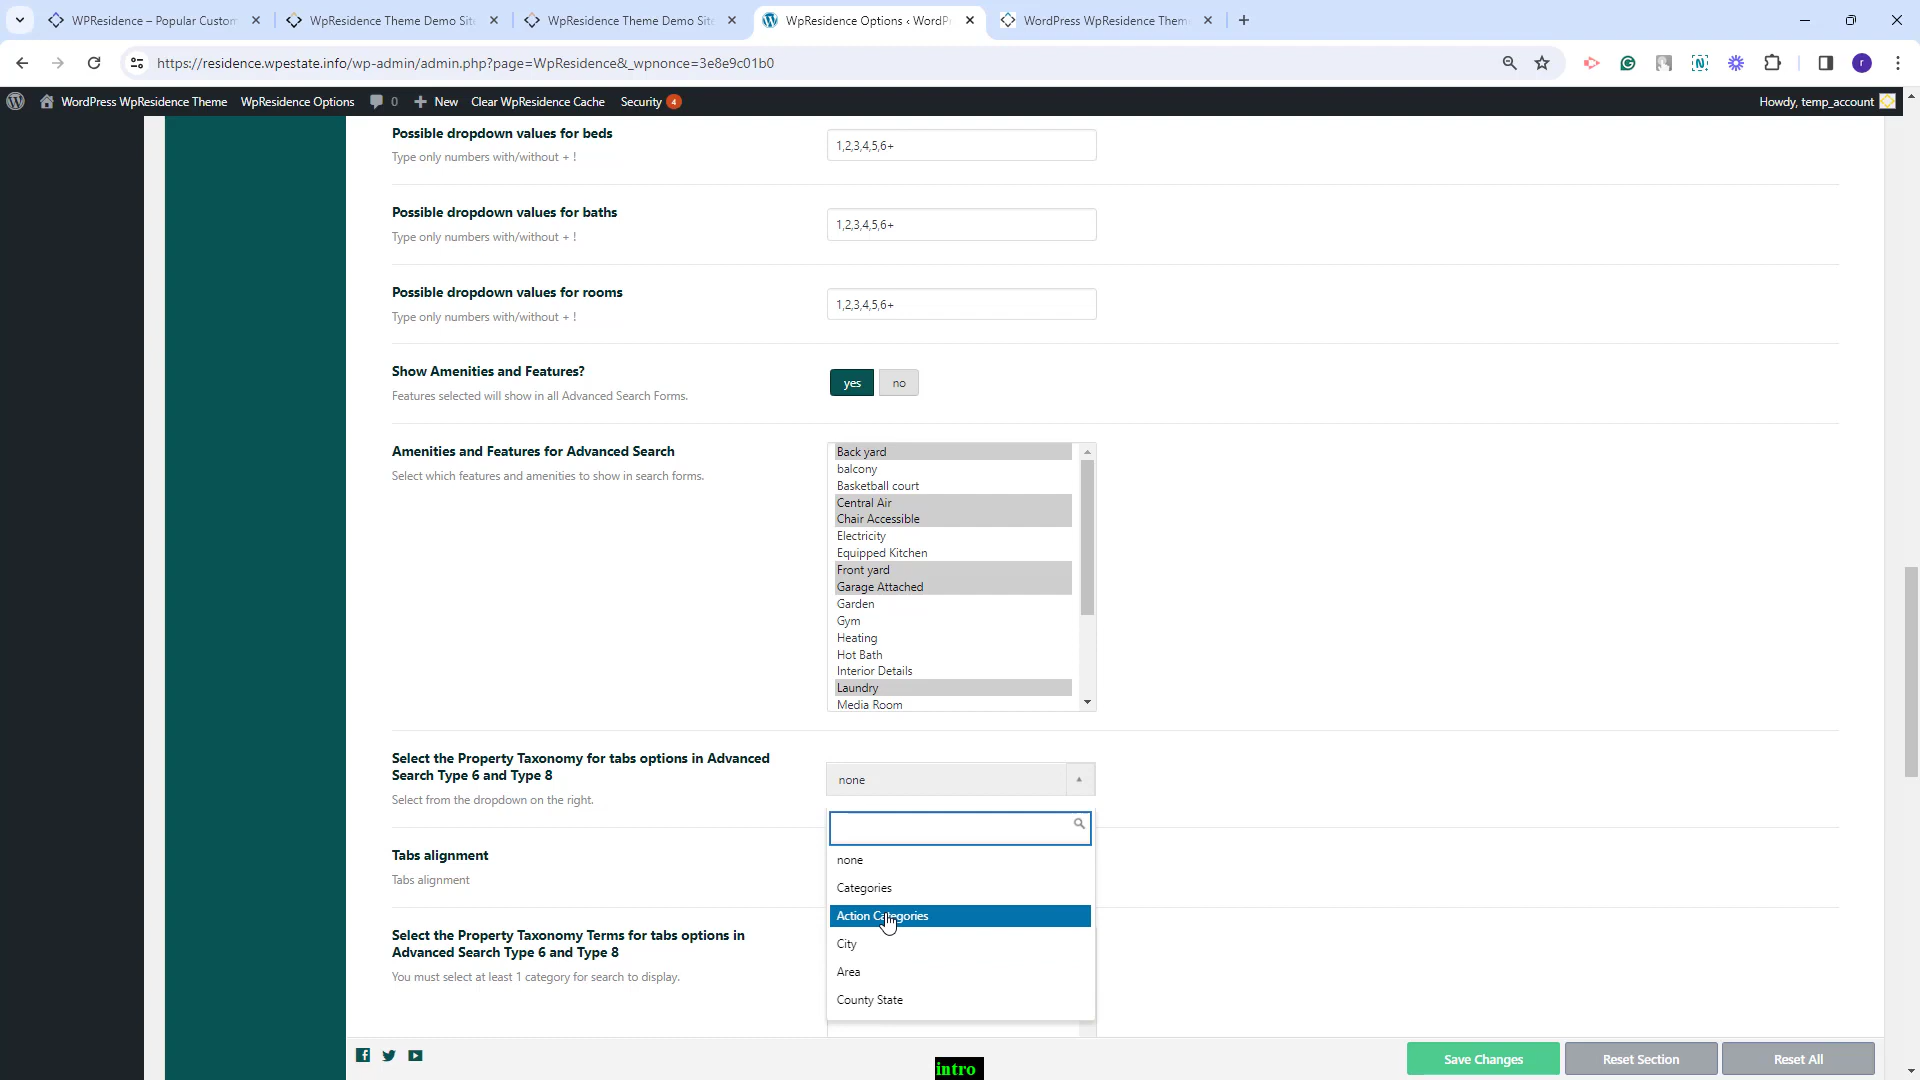 WPResidence – Popular Custom
WpResidence Theme Demo Site
WpResidence Theme Demo Site
WpResidence Options ‹ WordPr
WordPress WpResidence Theme
https://residence.wpestate.info/wp-admin/admin.php?page=WpResidence&_wpnonce=3e8e9c01b0
WordPress WpResidence Theme
WpResidence Options
0
New
Clear WpResidence Cache
Security 4
Howdy, temp_account
Possible dropdown values for beds
Type only numbers with/without + !
1,2,3,4,5,6+
Possible dropdown values for baths
Type only numbers with/without + !
1,2,3,4,5,6+
Possible dropdown values for rooms
Type only numbers with/without + !
1,2,3,4,5,6+
Show Amenities and Features?
Features selected will show in all Advanced Search Forms.
yes
no
Amenities and Features for Advanced Search
Select which features and amenities to show in search forms.
Back yard
balcony
Basketball court
Central Air
Chair Accessible
Electricity
Equipped Kitchen
Front yard
Garage Attached
Garden
Gym
Heating
Hot Bath
Interior Details
Laundry
Media Room
Select the Property Taxonomy for tabs options in Advanced
Search Type 6 and Type 8
Select from the dropdown on the right.
none
none
Categories
Action Categories
City
Area
County State
Tabs alignment
Tabs alignment
Select the Property Taxonomy Terms for tabs options in
Advanced Search Type 6 and Type 8
You must select at least 1 category for search to display.
intro
Save Changes
Reset Section
Reset All